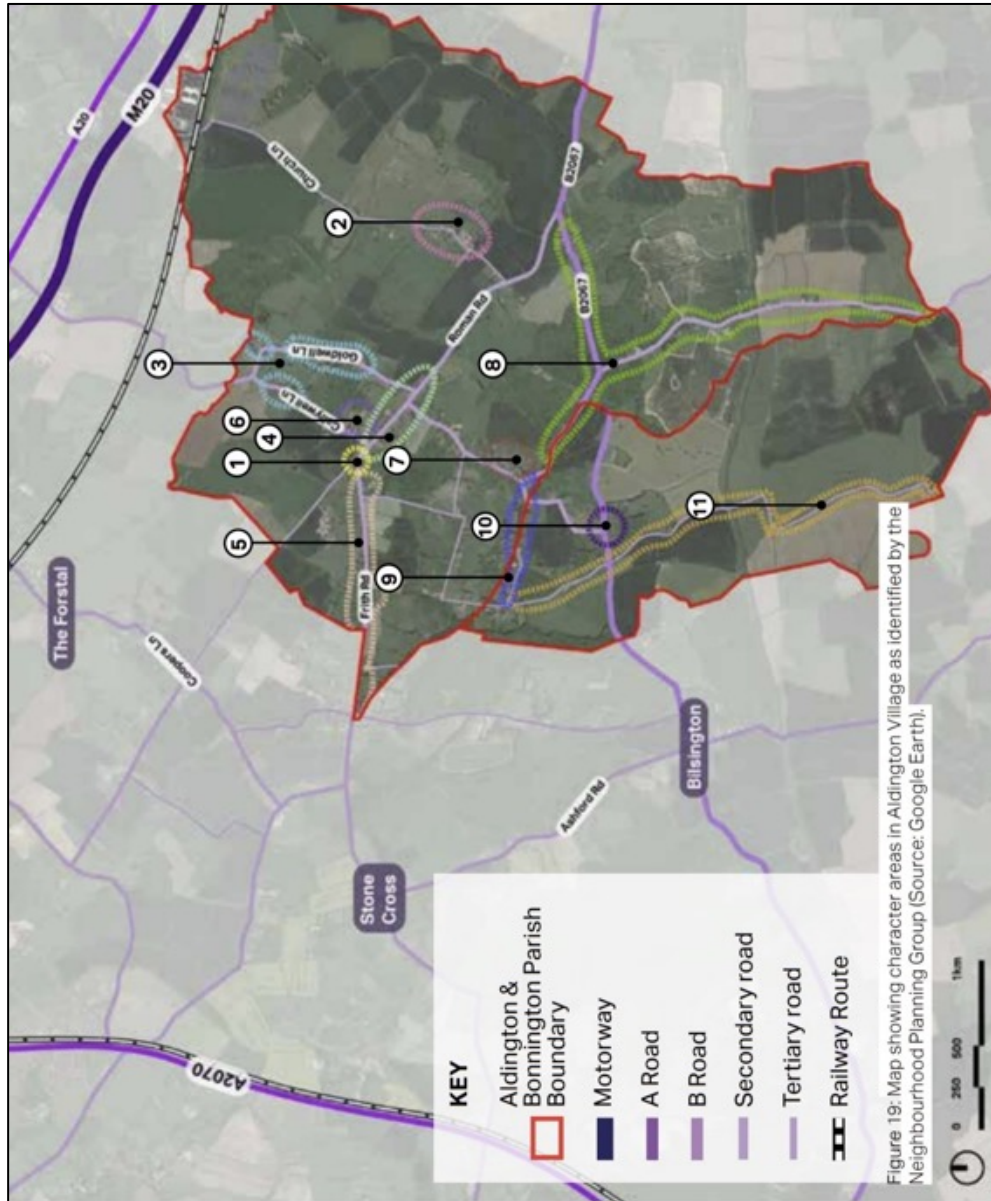 A2070
Stone
Cross
The Forstal
Coopers Ln
A20
M20
Ashford Rd
Bilsington
Frith Rd
Ln
Goldwell Ln
Roman Rd
Church Ln
B2067
B2067
1
2
3
4
5
6
7
8
9
10
11
KEY
Aldington &
Bonnington Parish
Boundary
Motorway
A Road
B Road
Secondary road
Tertiary road
Railway Route
Figure 19: Map showing character areas in Aldington Village as identified by the
Neighbourhood Planning Group (Source: Google Earth).
0 250 500 1km